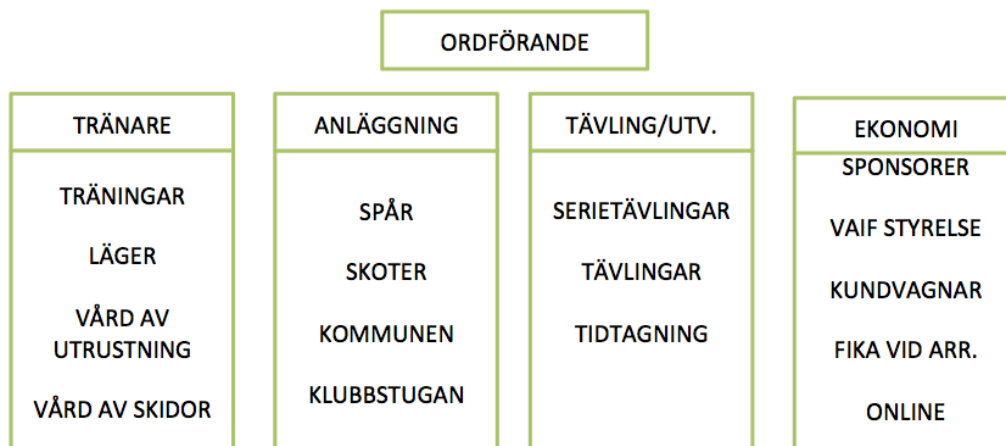 ORDFÖRANDE
TRÄNARE
TRÄNINGAR
LÄGER
VÅRD AV
UTRUSTNING
VÅRD AV SKIDOR
ANLÄGGNING
SPÅR
SKOTER
KOMMUNEN
KLUBBSTUGAN
TÄVLING/UTV.
SERIETÄVLINGAR
TÄVLINGAR
TIDTAGNING
EKONOMI
SPONSORER
VAIF STYRELSE
KUNDVAGNAR
FIKA VID ARR.
ONLINE